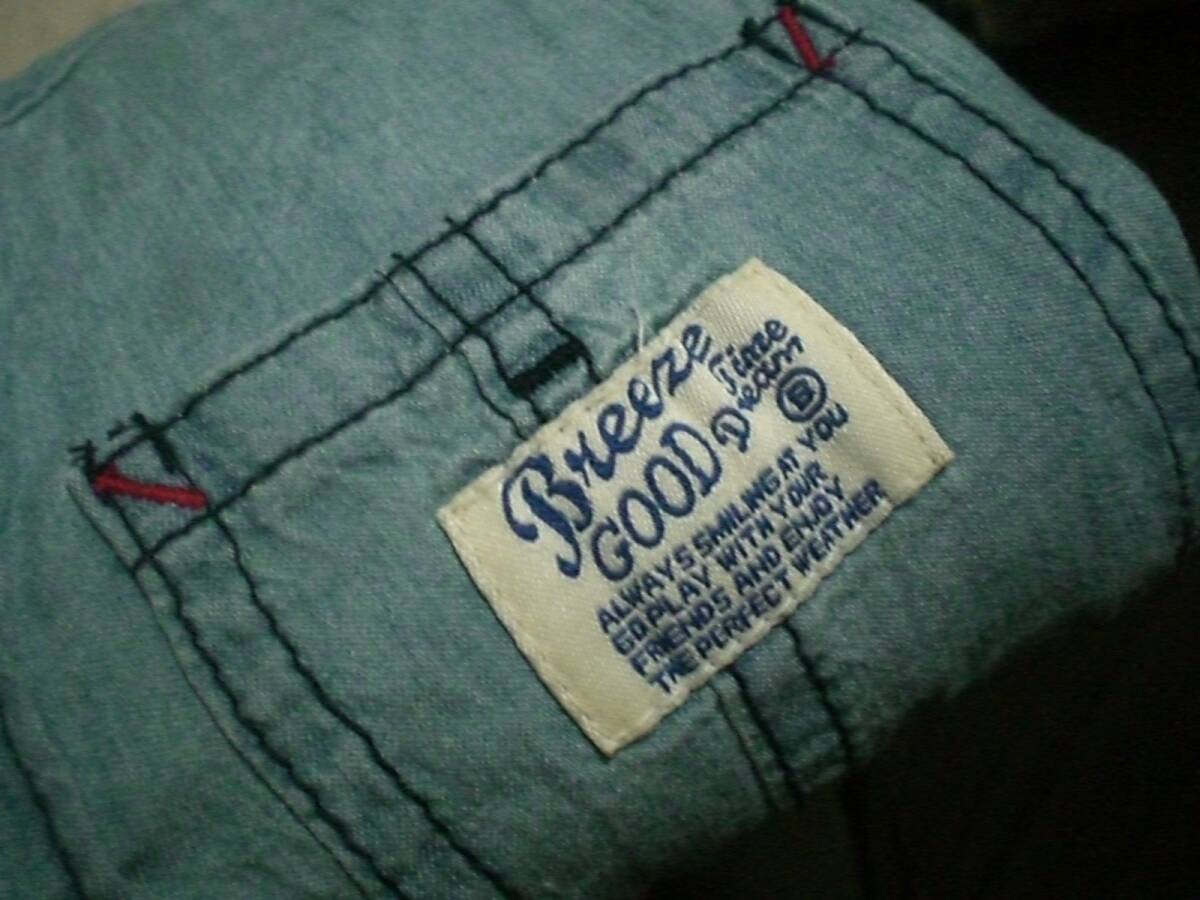 Breeze
GOOD Time
Dream
B
ALWAYS SMILING AT YOU
GO PLAY WITH YOUR
FRIENDS AND ENJOY
THE PERFECT WEATHER